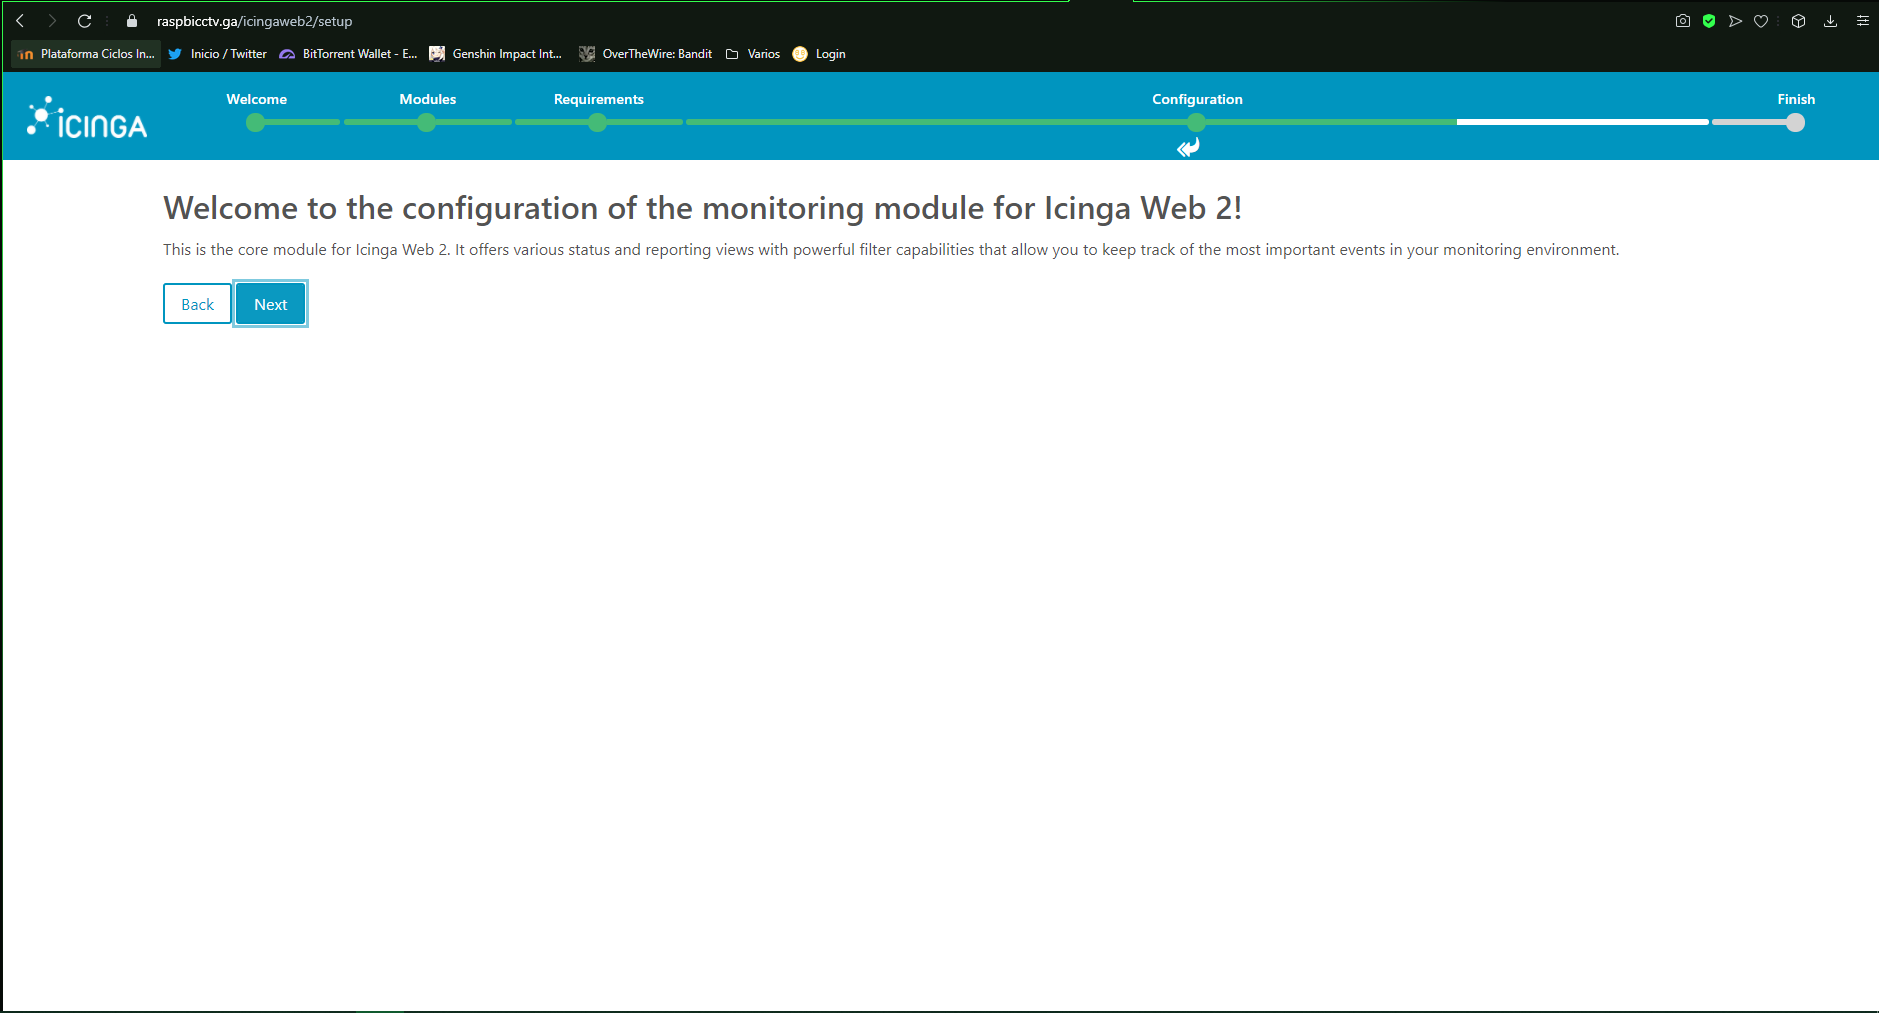 raspbicctv.ga/icingaweb2/setup
Plataforma Ciclos In... Inicio / Twitter BitTorrent Wallet - E... Genshin Impact Int... OverTheWire: Bandit Varios Login
Welcome Modules Requirements Configuration Finish
ICINGA
Welcome to the configuration of the monitoring module for Icinga Web 2!
This is the core module for Icinga Web 2. It offers various status and reporting views with powerful filter capabilities that allow you to keep track of the most important events in your monitoring environment.
Back Next